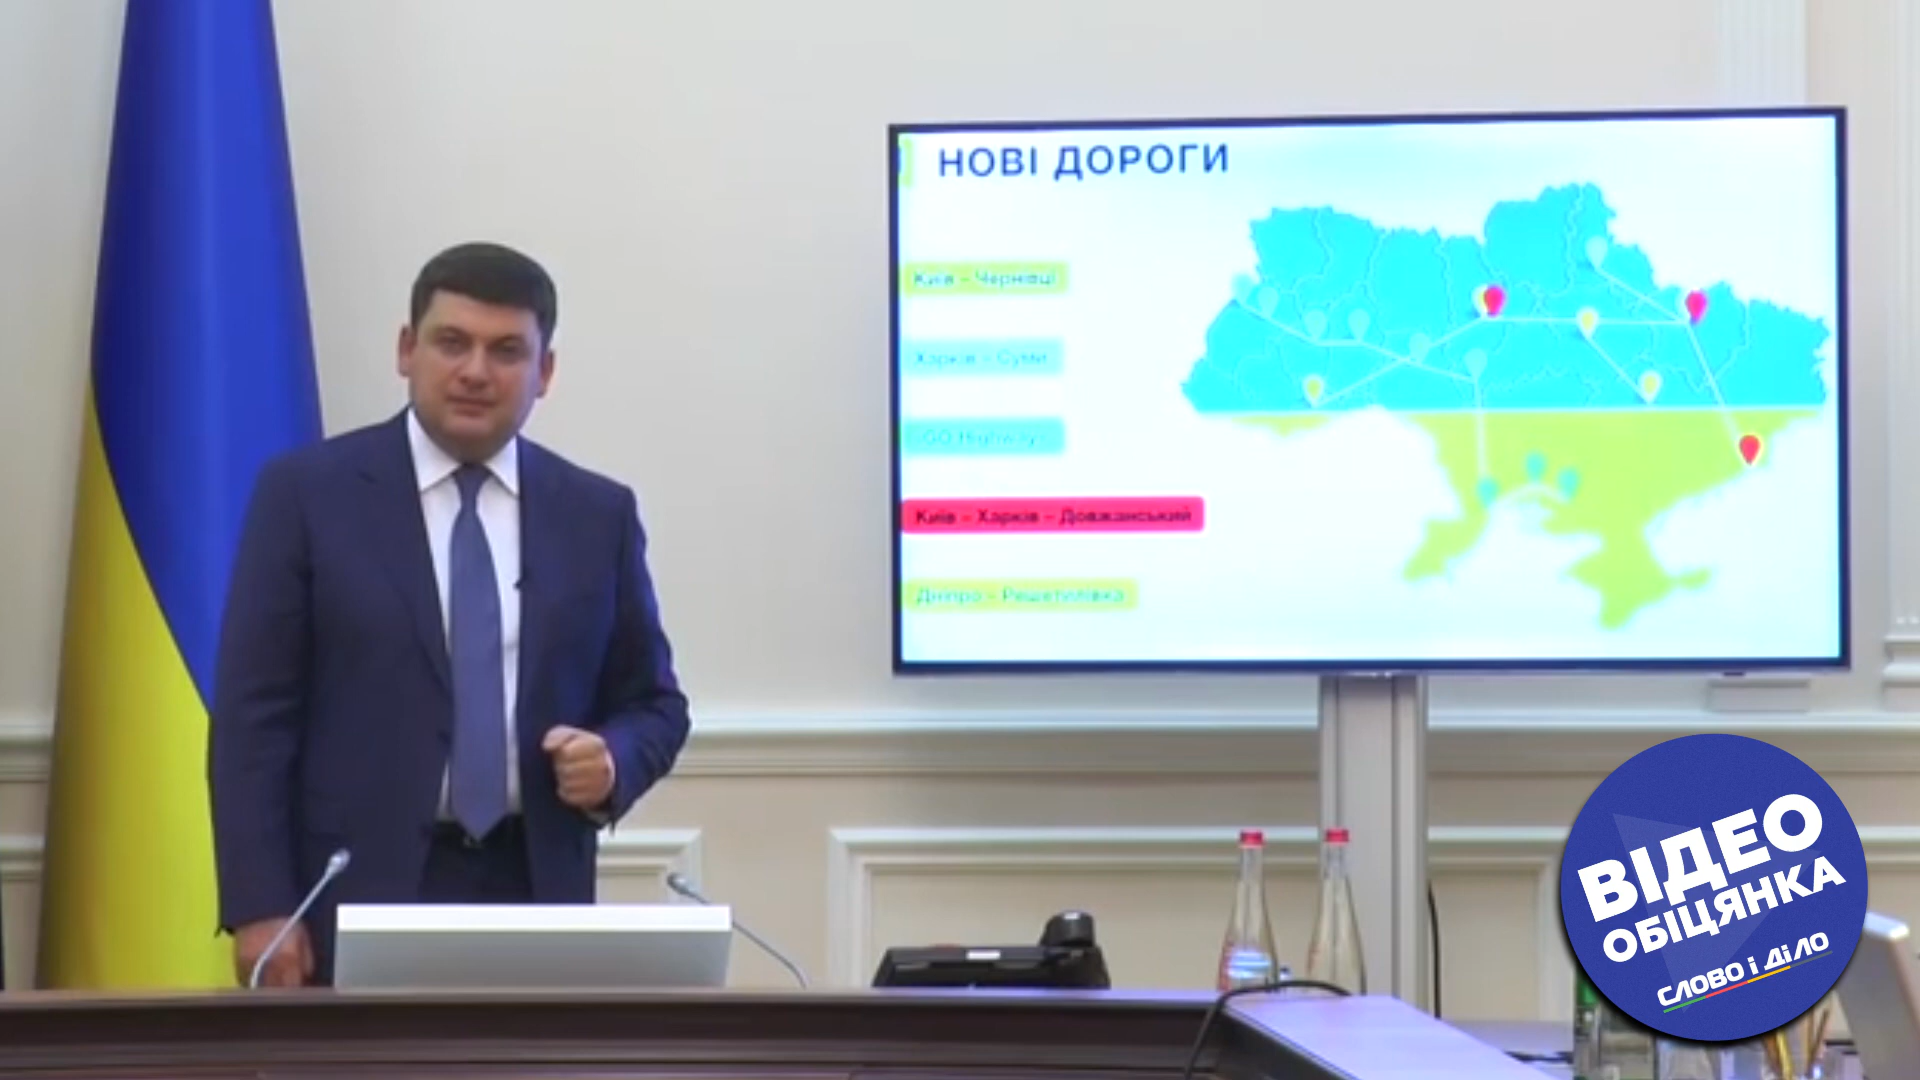 НОВІ ДОРОГИ
Київ – Чернівці
Харків – Суми
GO Highway
Київ – Харків – Довжанський
Дніпро – Решетилівка
ВІДЕО
ОБІЦЯНКА
СЛОВО і ДіЛО